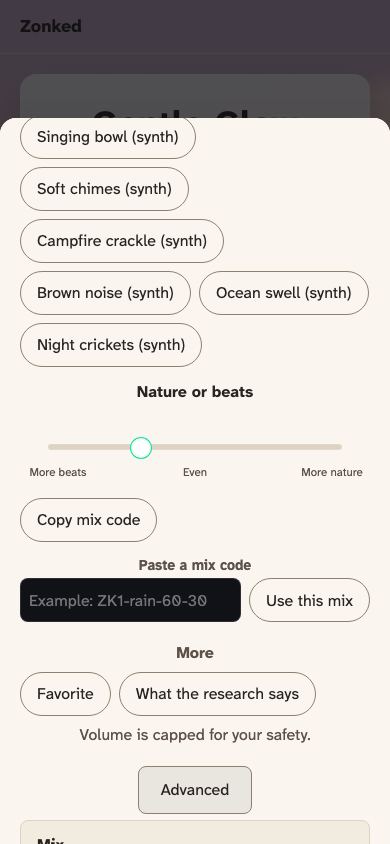 Zonked
Singing bowl (synth)
Soft chimes (synth)
Campfire crackle (synth)
Brown noise (synth) Ocean swell (synth)
Night crickets (synth)
Nature or beats
More beats Even More nature
Copy mix code
Paste a mix code
Example: ZK1-rain-60-30 Use this mix
More
Favorite What the research says
Volume is capped for your safety.
Advanced